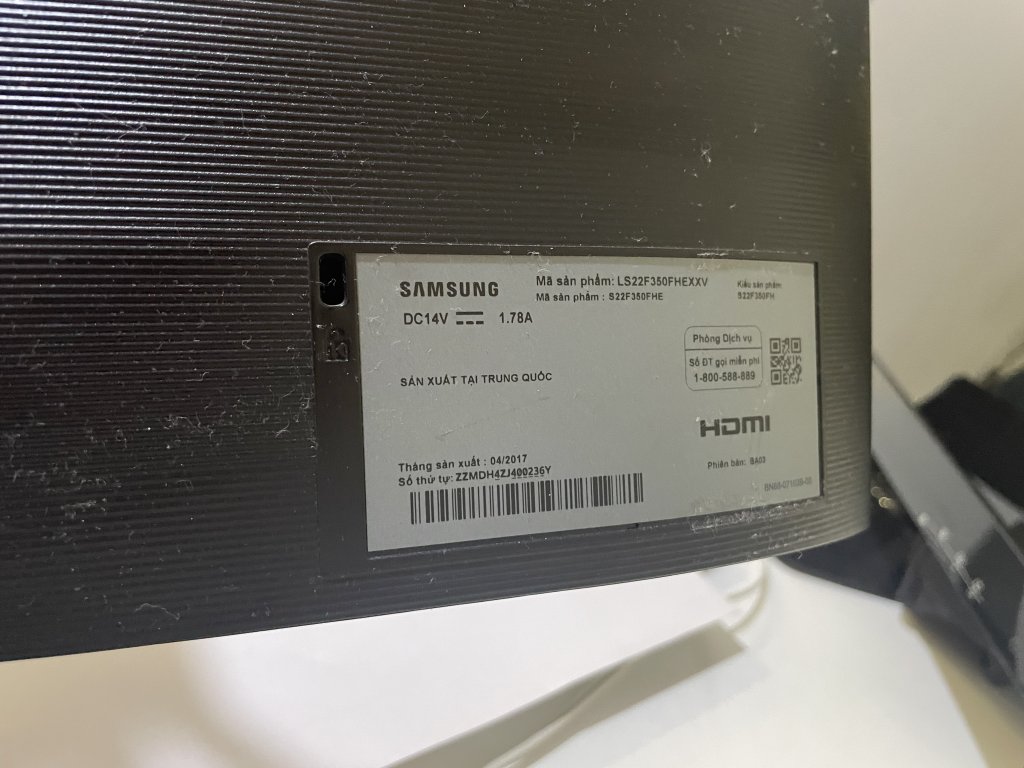 SAMSUNG
Mã sản phẩm: LS22F350FHEXXV
Mã sản phẩm : S22F350FHE
Kiểu sản phẩm
S22F350FH
DC14V 1.78A
Phòng Dịch vụ
Số ĐT gọi miễn phí
1-800-588-889
SẢN XUẤT TẠI TRUNG QUỐC
HDMI
Tháng sản xuất : 04/2017
Số thứ tự: ZZMDH4ZJ400236Y
Phiên bản: BA03